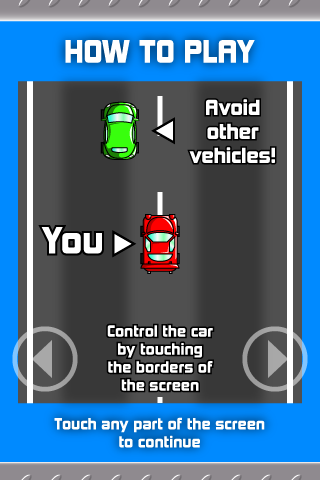 HOW TO PLAY
Avoid
other
vehicles!
You
Control the car
by touching
the borders of
the screen
Touch any part of the screen
to continue